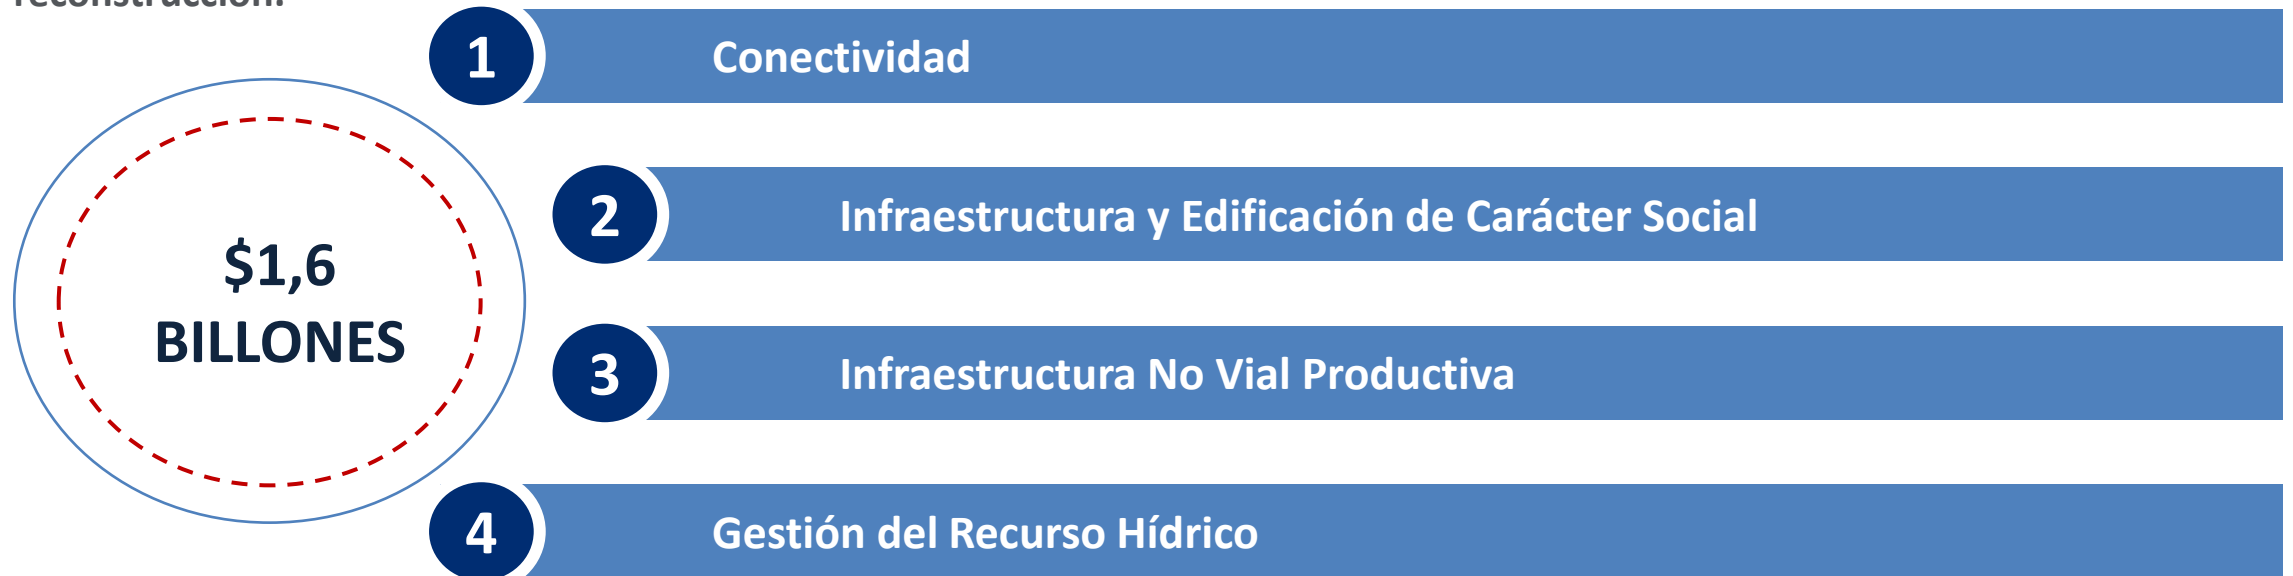 reconstrucción.
1 Conectividad
2 Infraestructura y Edificación de Carácter Social
$1,6
BILLONES
3 Infraestructura No Vial Productiva
4 Gestión del Recurso Hídrico